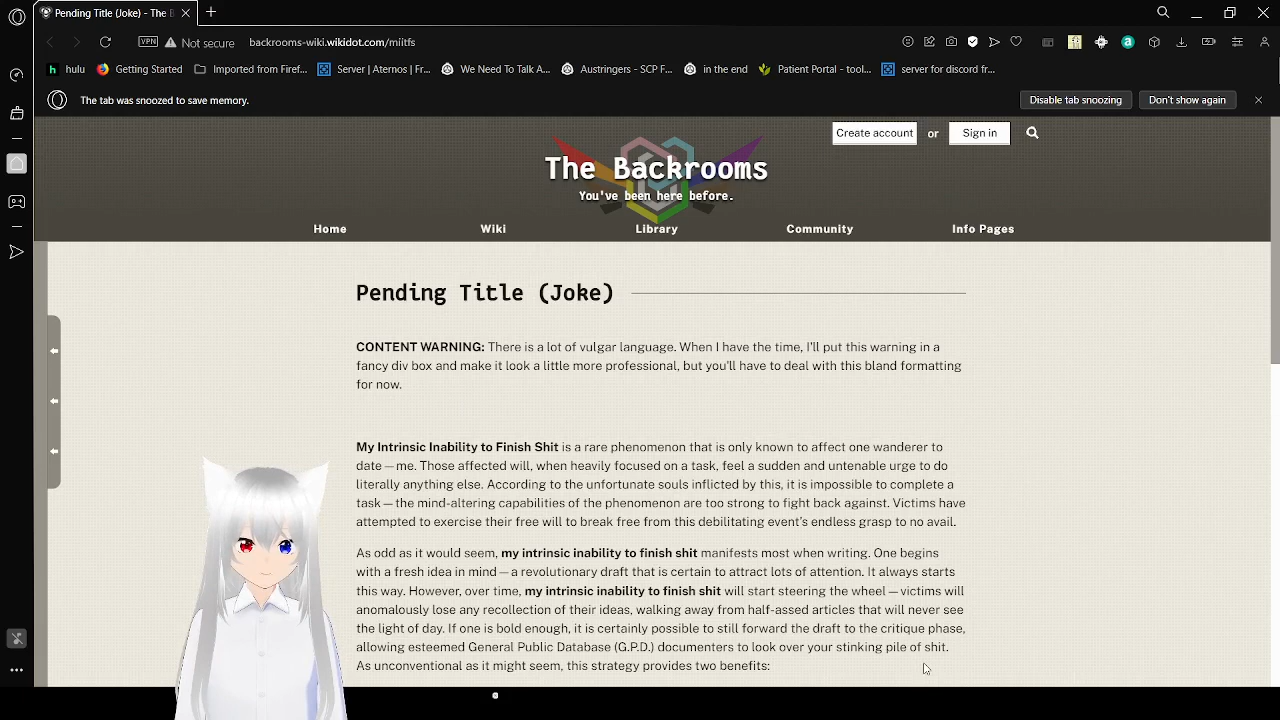 Pending Title (Joke) - The B
VPN
Not secure
backrooms-wiki.wikidot.com/miitfs
hulu
Getting Started
Imported from Firef...
Server | Aternos | Fr...
We Need To Talk A...
Austringers - SCP F...
in the end
Patient Portal - tool...
server for discord fr...
The tab was snoozed to save memory.
Disable tab snoozing
Don't show again
Create account
or
Sign in
The Backrooms
You've been here before.
Home
Wiki
Library
Community
Info Pages
Pending Title (Joke)
CONTENT WARNING: There is a lot of vulgar language. When I have the time, I'll put this warning in a
fancy div box and make it look a little more professional, but you'll have to deal with this bland formatting
for now.
My Intrinsic Inability to Finish Shit is a rare phenomenon that is only known to affect one wanderer to
date—me. Those affected will, when heavily focused on a task, feel a sudden and untenable urge to do
literally anything else. According to the unfortunate souls inflicted by this, it is impossible to complete a
task—the mind-altering capabilities of the phenomenon are too strong to fight back against. Victims have
attempted to exercise their free will to break free from this debilitating event's endless grasp to no avail.
As odd as it would seem, my intrinsic inability to finish shit manifests most when writing. One begins
with a fresh idea in mind—a revolutionary draft that is certain to attract lots of attention. It always starts
this way. However, over time, my intrinsic inability to finish shit will start steering the wheel—victims will
anomalously lose any recollection of their ideas, walking away from half-assed articles that will never see
the light of day. If one is bold enough, it is certainly possible to still forward the draft to the critique phase,
allowing esteemed General Public Database (G.P.D.) documenters to look over your stinking pile of shit.
As unconventional as it might seem, this strategy provides two benefits: